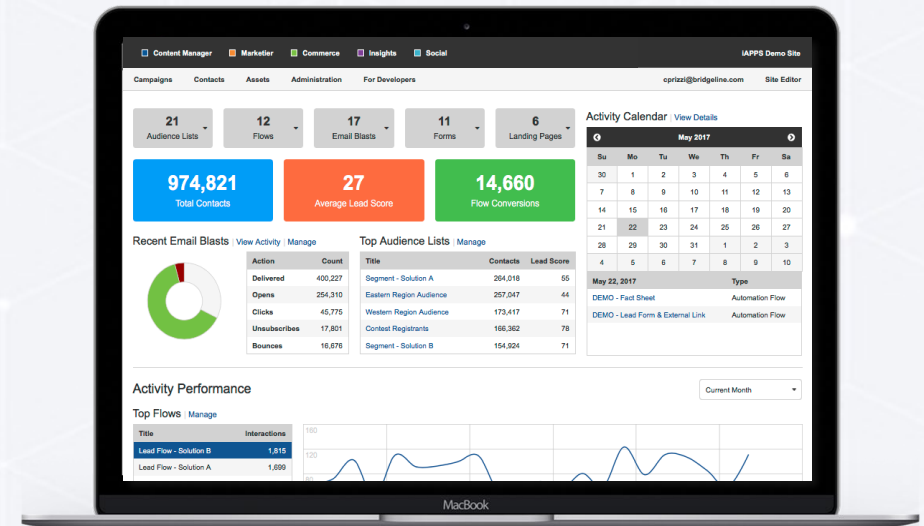 Content Manager Marketier Commerce Insights Social iAPPS Demo Site
Campaigns Contacts Assets Administration For Developers cprizzi@bridgeline.com Site Editor
21 12 17 11 6
Audience Lists Flows Email Blasts Forms Landing Pages
974,821 27 14,660
Total Contacts Average Lead Score Flow Conversions
Activity Calendar | View Details
May 2017
Su Mo Tu We Th Fr Sa
30 1 2 3 4 5 6
7 8 9 10 11 12 13
14 15 16 17 18 19 20
21 22 23 24 25 26 27
28 29 30 31 1 2 3
4 5 6 7 8 9 10
May 22, 2017 Type
DEMO - Fact Sheet Automation Flow
DEMO - Lead Form & External Link Automation Flow
Recent Email Blasts | View Activity | Manage
Action Count
Delivered 400,227
Opens 254,310
Clicks 45,775
Unsubscribes 17,801
Bounces 16,676
Top Audience Lists | Manage
Title Contacts Lead Score
Segment - Solution A 264,018 55
Eastern Region Audience 257,047 44
Western Region Audience 173,417 71
Contest Registrants 166,362 78
Segment - Solution B 154,924 71
Activity Performance
Current Month
Top Flows | Manage
Title Interactions
Lead Flow - Solution B 1,815
Lead Flow - Solution A 1,699
160
120
80
MacBook